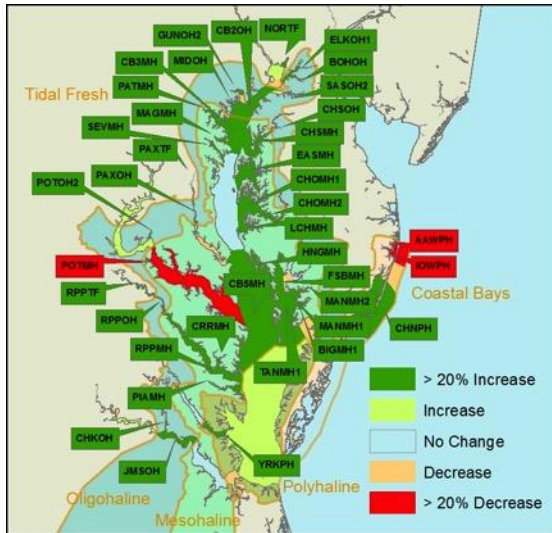 NORTF
CB2OH
GUNOH2
ELKOH1
MIDOH
BOHOH
CB3MH
SASOH2
PATMH
Tidal Fresh
CHSOH
MAGMH
SEVMH
CHSMH
PAXTF
EASMH
PAXOH
CHOMH1
POTOH2
CHOMH2
LCHMH
AAWPH
HNGMH
POTMH
IOWPH
CB5MH
FSBMH
RPPTF
Coastal Bays
MANMH2
RPPOH
CHNPH
CRRMH
MANMH1
BIGMH1
RPPMH
TANMH1
> 20% Increase
PIAMH
Increase
CHKOH
No Change
YRKPH
JMSOH
Decrease
Polyhaline
Oligohaline
> 20% Decrease
Mesohaline